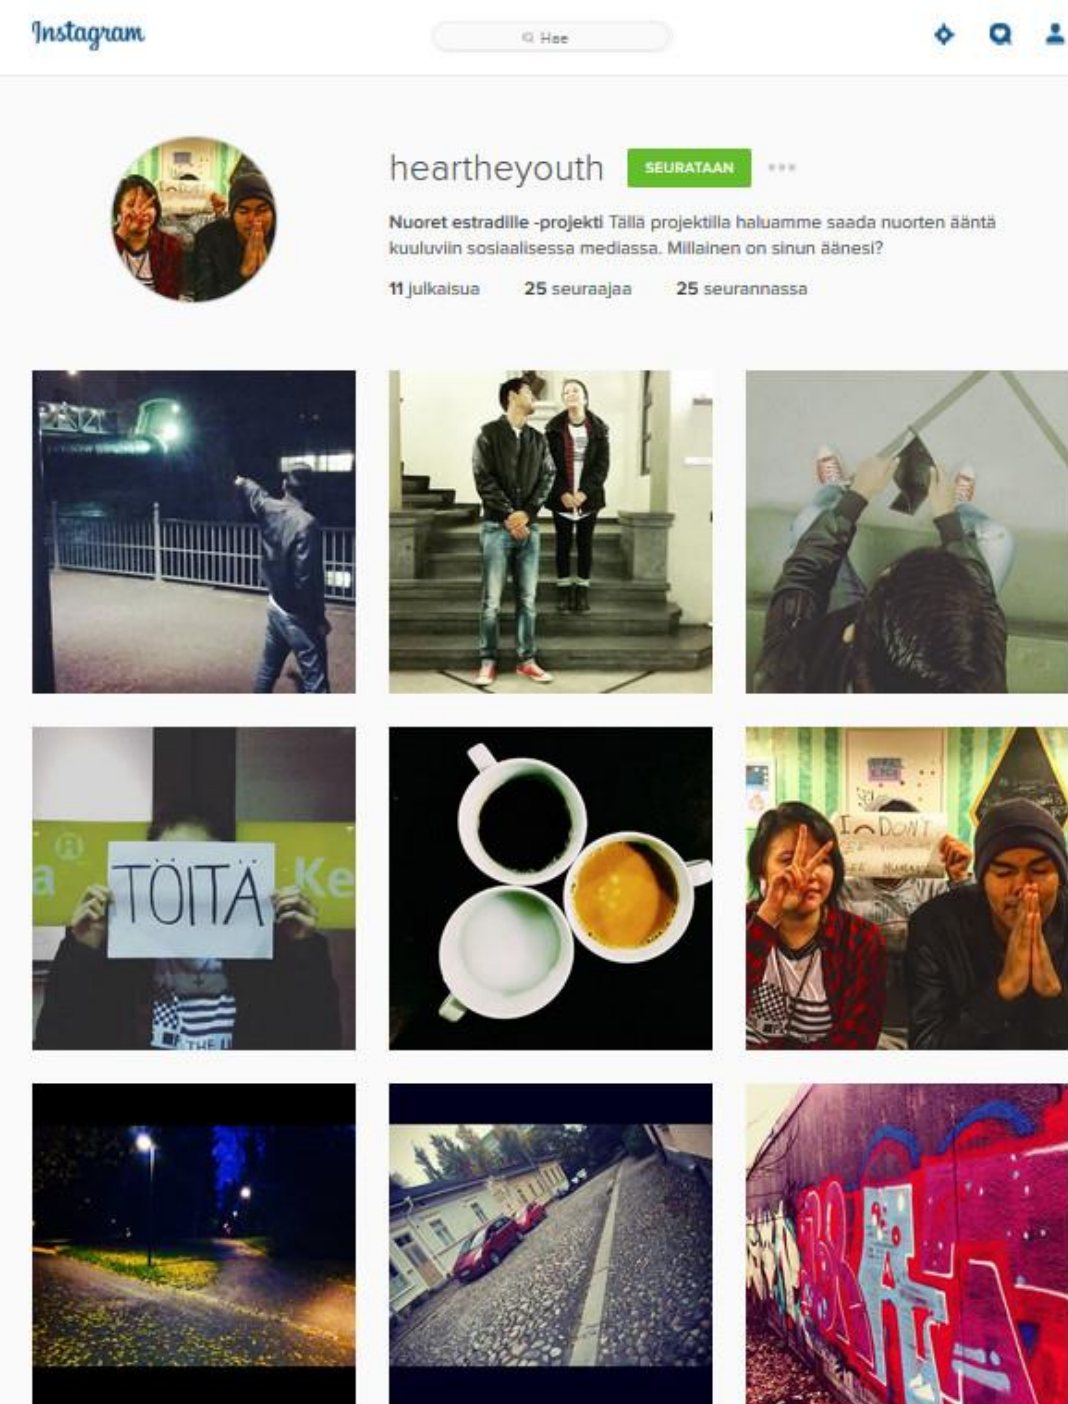 Instagram
Hae
heartheyouth SEURATAAN
Nuoret estradille -projekti Tällä projektilla haluamme saada nuorten ääntä
kuuluviin sosiaalisessa mediassa. Millainen on sinun äänesi?
11 julkaisua 25 seuraajaa 25 seurannassa
a Ke
TÖITÄ
THE
I DONT